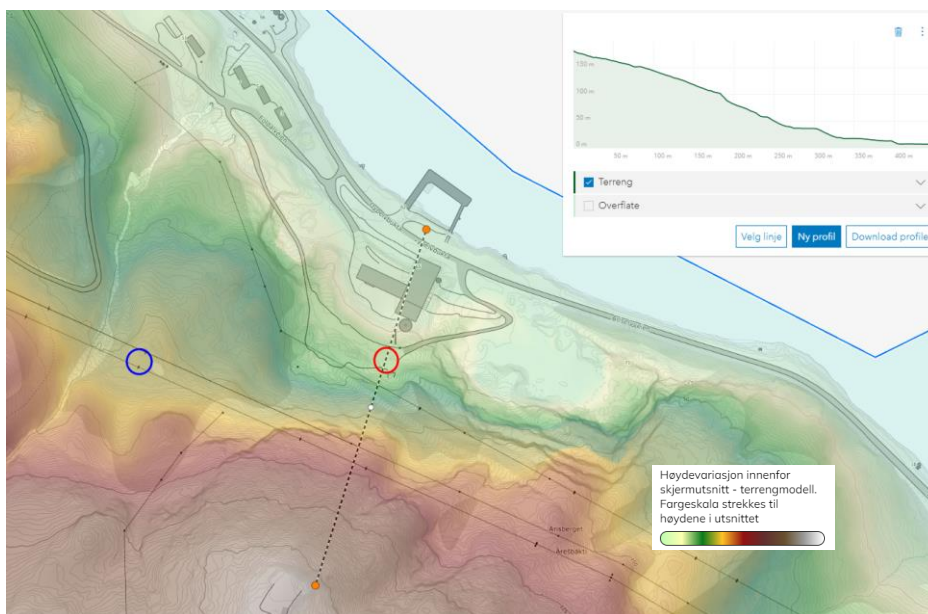 150 m
100 m
50 m
0 m
50 m
100 m
150 m
200 m
250 m
300 m
350 m
400 m
Terreng
Overflate
Velg linje
Ny profil
Download profile
Høydevariasjon innenfor
skjermutsnitt - terrengmodell.
Fargeskala strekkes til
høydene i utsnittet
Årsberget